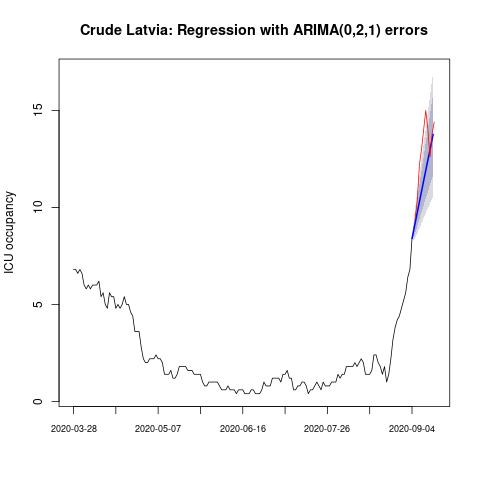 Crude Latvia: Regression with ARIMA(0,2,1) errors
ICU occupancy
15
10
5
0
2020-03-28 2020-05-07 2020-06-16 2020-07-26 2020-09-04